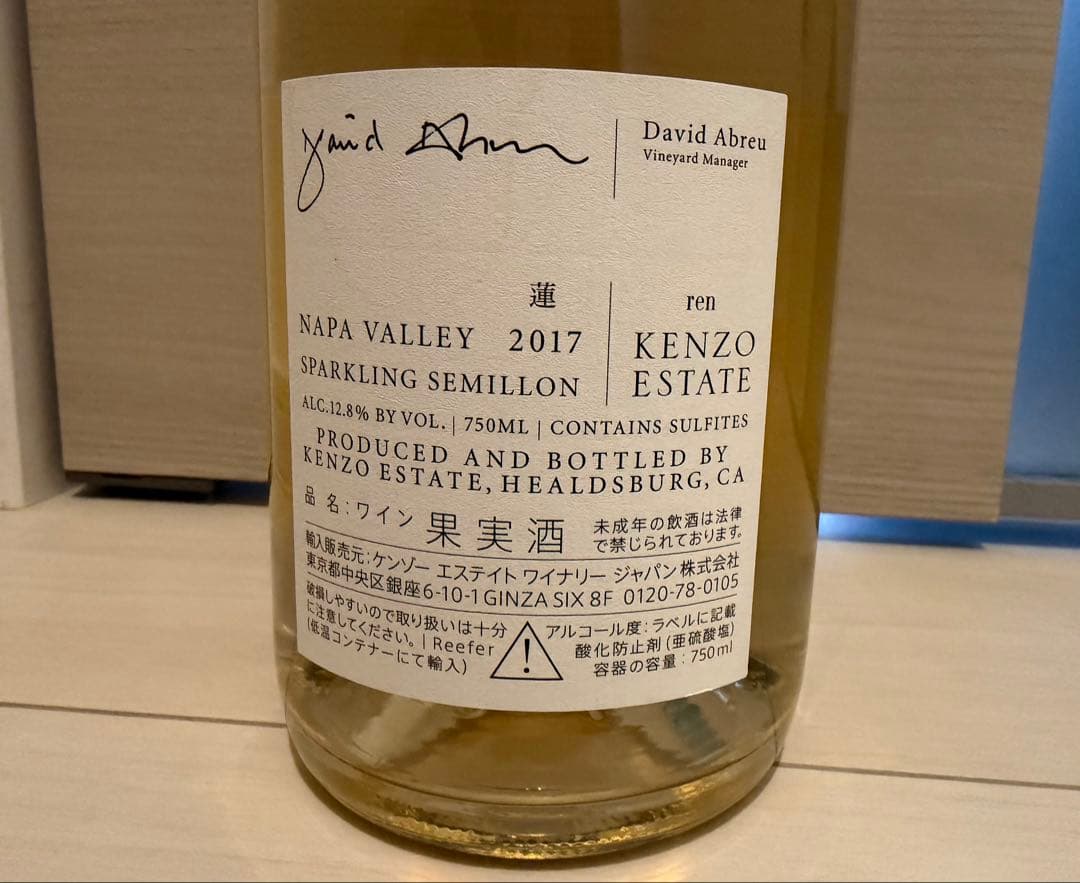 David Abreu
David Abreu
Vineyard Manager
蓮
NAPA VALLEY 2017
SPARKLING SEMILLON
ren
KENZO
ESTATE
ALC.12.8% BY VOL. | 750ML | CONTAINS SULFITES
PRODUCED AND BOTTLED BY
KENZO ESTATE, HEALDSBURG, CA
品 名:ワイン 果実酒
未成年の飲酒は法律
で禁じられております。
輸入販売元:ケンゾー エステイト ワイナリー ジャパン株式会社
東京都中央区銀座6-10-1 GINZA SIX 8F 0120-78-0105
破損しやすいので取り扱いは十分
に注意してください。| Reefer
(低温コンテナーにて輸入)
アルコール度:ラベルに記載
酸化防止剤(亜硫酸塩)
容器の容量:750ml